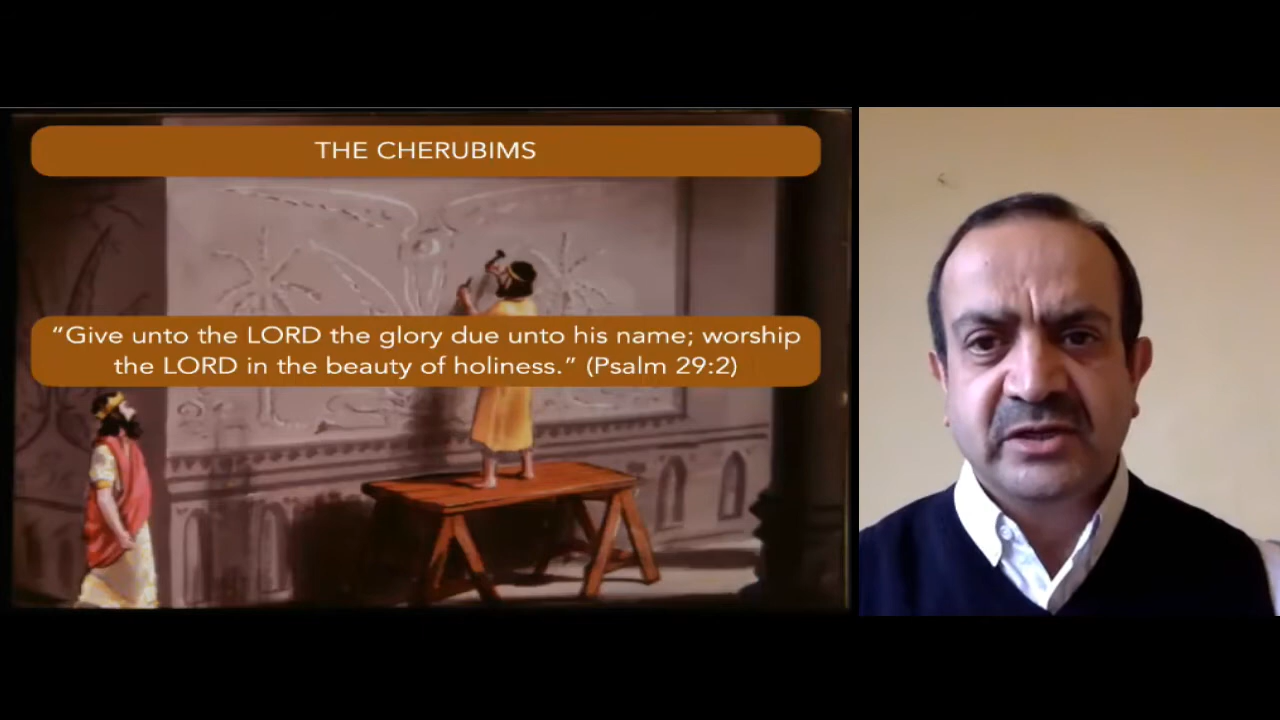 THE CHERUBIMS
“Give unto the LORD the glory due unto his name; worship
the LORD in the beauty of holiness.” (Psalm 29:2)